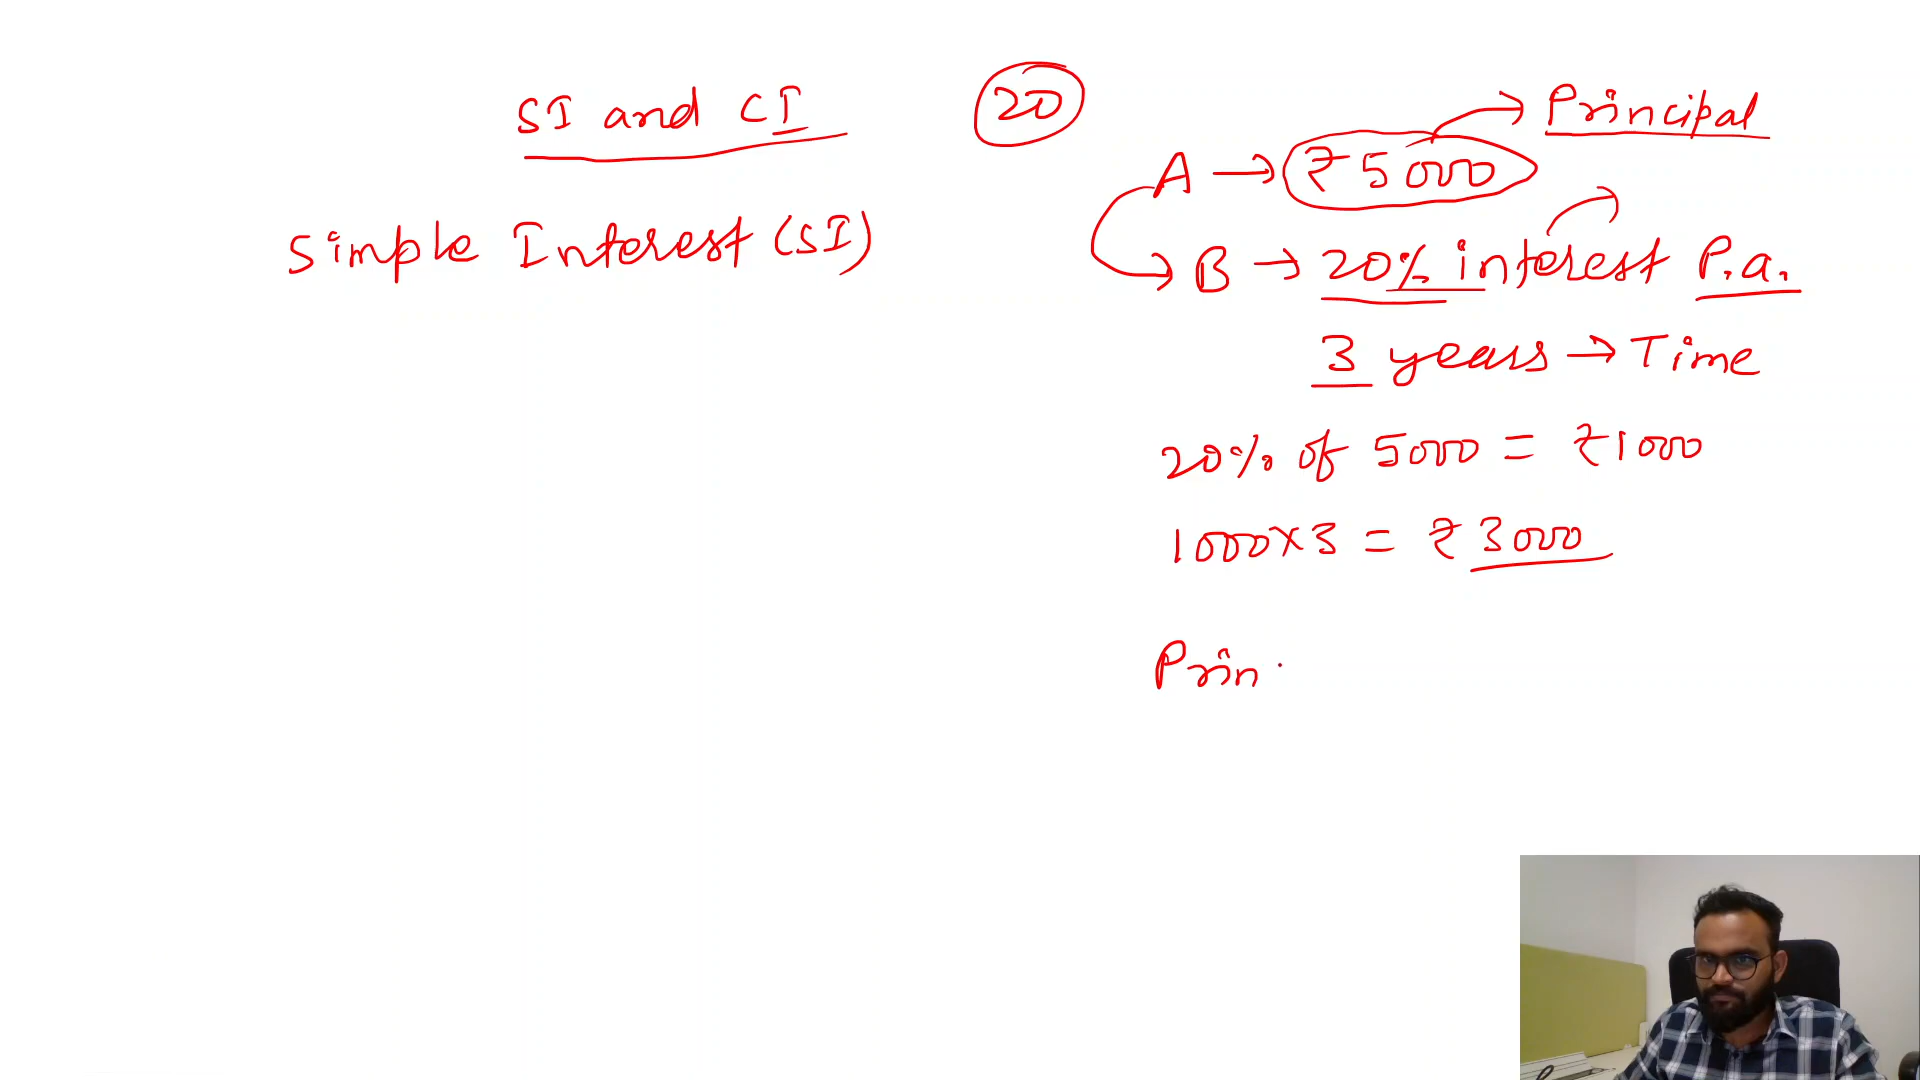 SI and CI
20
Simple Interest (SI)
Principal
A → ₹5000
B → 20% interest P.a.
3 years → Time
20% of 5000 = ₹1000
1000×3 = ₹3000
Prin